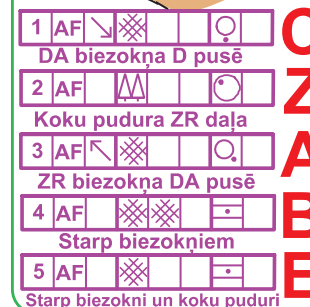 1 AF
DA biezokņa D pusē
2 AF
Koku pudura ZR daļa
3 AF
ZR biezokņa DA pusē
4 AF
Starp biezokņiem
5 AF
Starp biezokni un koku puduri
C
Z
A
B
E